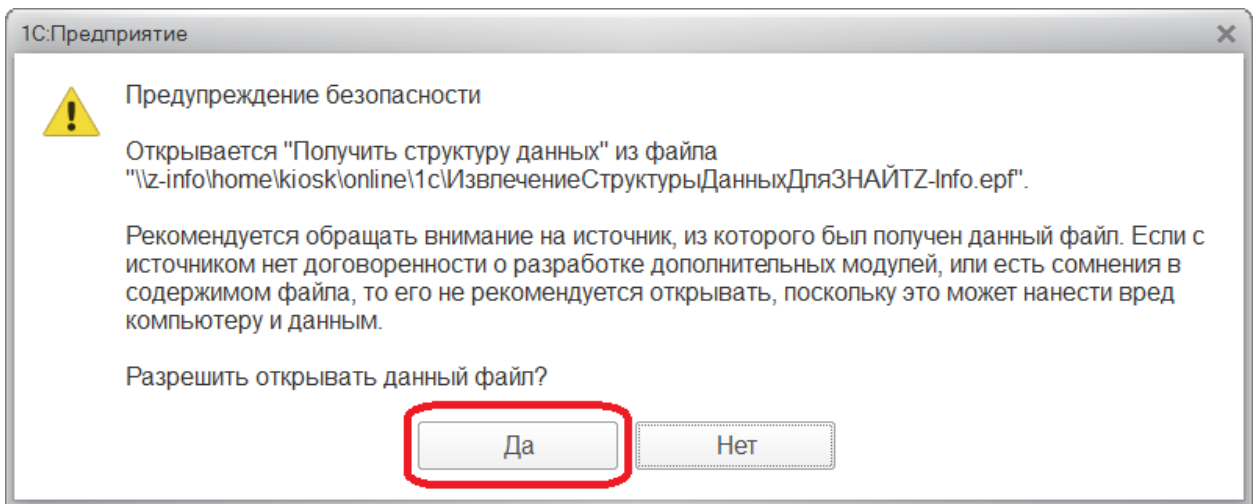 1С:Предприятие
Предупреждение безопасности
Открывается "Получить структуру данных" из файла
"\\z-info\home\kiosk\online\1c\ИзвлечениеСтруктурыДанныхДляЗНАЙТZ-Info.epf".
Рекомендуется обращать внимание на источник, из которого был получен данный файл. Если с
источником нет договоренности о разработке дополнительных модулей, или есть сомнения в
содержимом файла, то его не рекомендуется открывать, поскольку это может нанести вред
компьютеру и данным.
Разрешить открывать данный файл?
Да
Нет